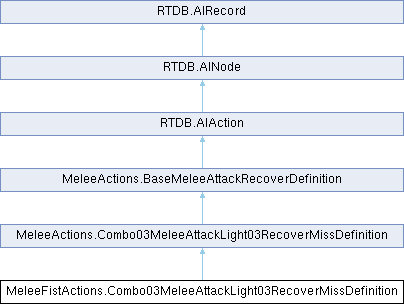 RTDB.AIRecord
RTDB.AINode
RTDB.AIAction
MeleeActions.BaseMeleeAttackRecoverDefinition
MeleeActions.Combo03MeleeAttackLight03RecoverMissDefinition
MeleeFistActions.Combo03MeleeAttackLight03RecoverMissDefinition